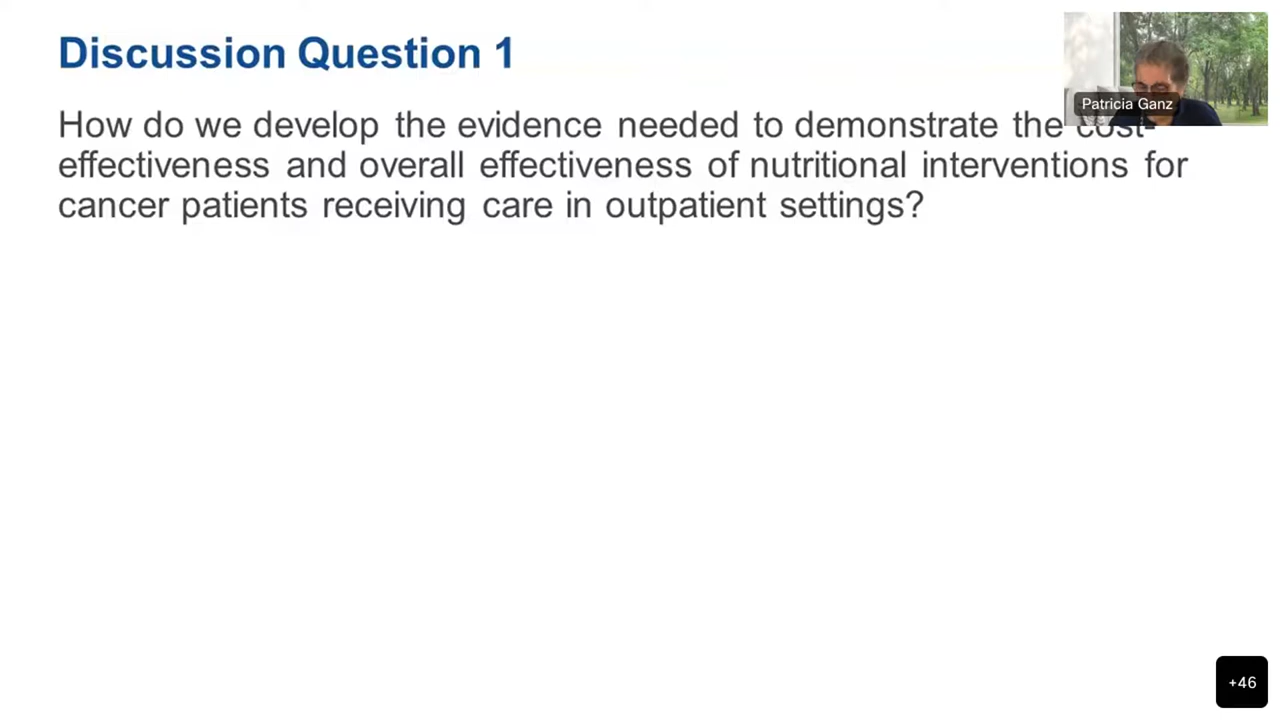 Discussion Question 1
Patricia Ganz
How do we develop the evidence needed to demonstrate the cost-
effectiveness and overall effectiveness of nutritional interventions for
cancer patients receiving care in outpatient settings?
+46